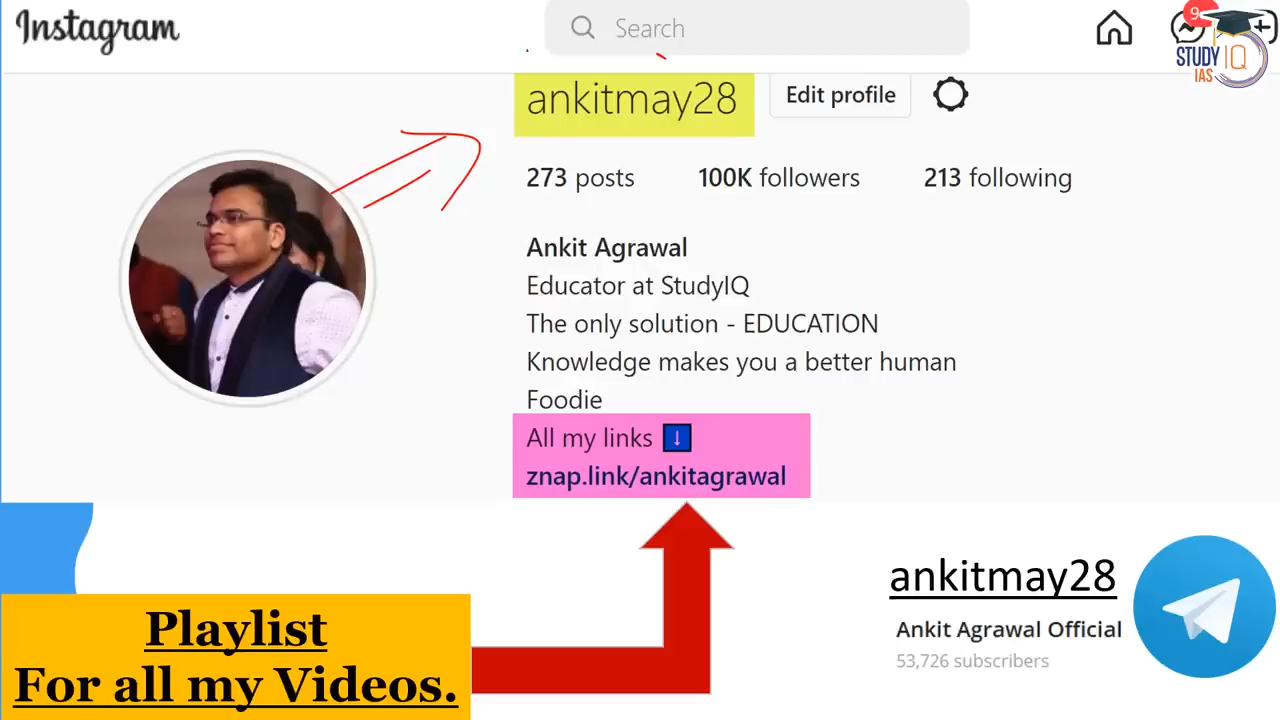 Instagram
Search
9
STUDY IQ
IAS
ankitmay28
Edit profile
273 posts 100K followers 213 following
Ankit Agrawal
Educator at StudyIQ
The only solution - EDUCATION
Knowledge makes you a better human
Foodie
All my links ↓
znap.link/ankitagrawal
ankitmay28
Ankit Agrawal Official
53,726 subscribers
Playlist
For all my Videos.